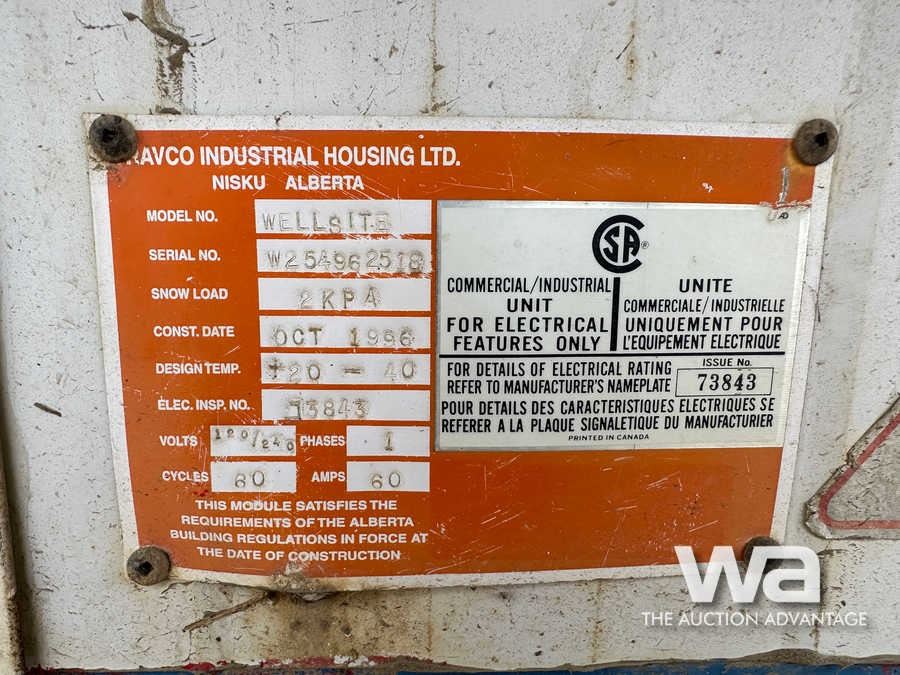 RAVCO INDUSTRIAL HOUSING LTD.
NISKU ALBERTA
MODEL NO. WELLSITE
SERIAL NO. W254962518
SNOW LOAD 2KPA
CONST. DATE OCT 1996
DESIGN TEMP. +20 - 40
ELEC. INSP. NO. 73843
VOLTS 120/240 PHASES 1
CYCLES 60 AMPS 60
THIS MODULE SATISFIES THE
REQUIREMENTS OF THE ALBERTA
BUILDING REGULATIONS IN FORCE AT
THE DATE OF CONSTRUCTION
CSA®
COMMERCIAL/INDUSTRIAL
UNIT
FOR ELECTRICAL
FEATURES ONLY
UNITE
COMMERCIALE/INDUSTRIELLE
UNIQUEMENT POUR
L'EQUIPEMENT ELECTRIQUE
FOR DETAILS OF ELECTRICAL RATING
REFER TO MANUFACTURER'S NAMEPLATE
ISSUE No.
73843
POUR DETAILS DES CARACTERISTIQUES ELECTRIQUES SE
REFERER A LA PLAQUE SIGNALETIQUE DU MANUFACTURIER
PRINTED IN CANADA
wa
THE AUCTION ADVANTAGE